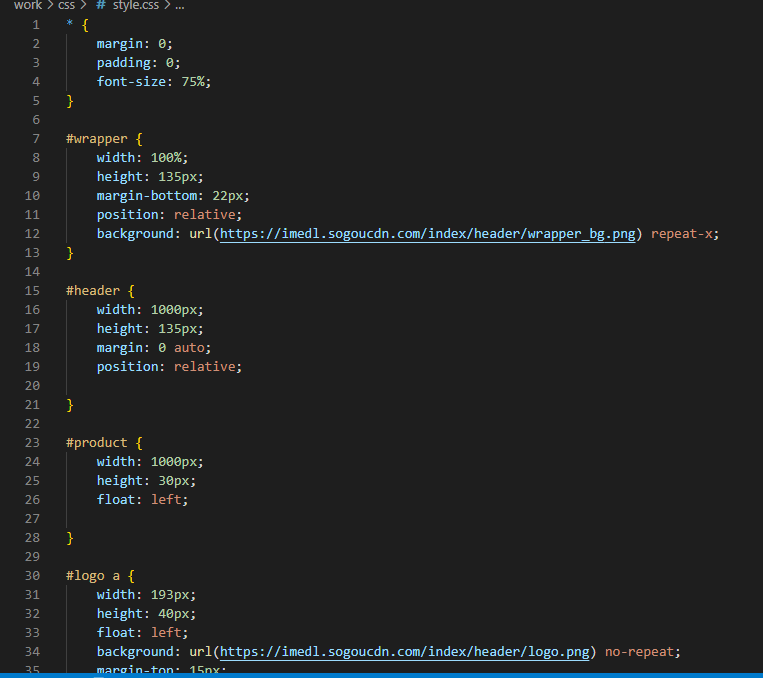 work > css > # style.css > ...
1 * {
2 margin: 0;
3 padding: 0;
4 font-size: 75%;
5 }
6
7 #wrapper {
8 width: 100%;
9 height: 135px;
10 margin-bottom: 22px;
11 position: relative;
12 background: url(https://imedl.sogoucdn.com/index/header/wrapper_bg.png) repeat-x;
13 }
14
15 #header {
16 width: 1000px;
17 height: 135px;
18 margin: 0 auto;
19 position: relative;
20
21 }
22
23 #product {
24 width: 1000px;
25 height: 30px;
26 float: left;
27
28 }
29
30 #logo a {
31 width: 193px;
32 height: 40px;
33 float: left;
34 background: url(https://imedl.sogoucdn.com/index/header/logo.png) no-repeat;
35 margin-top: 15px;